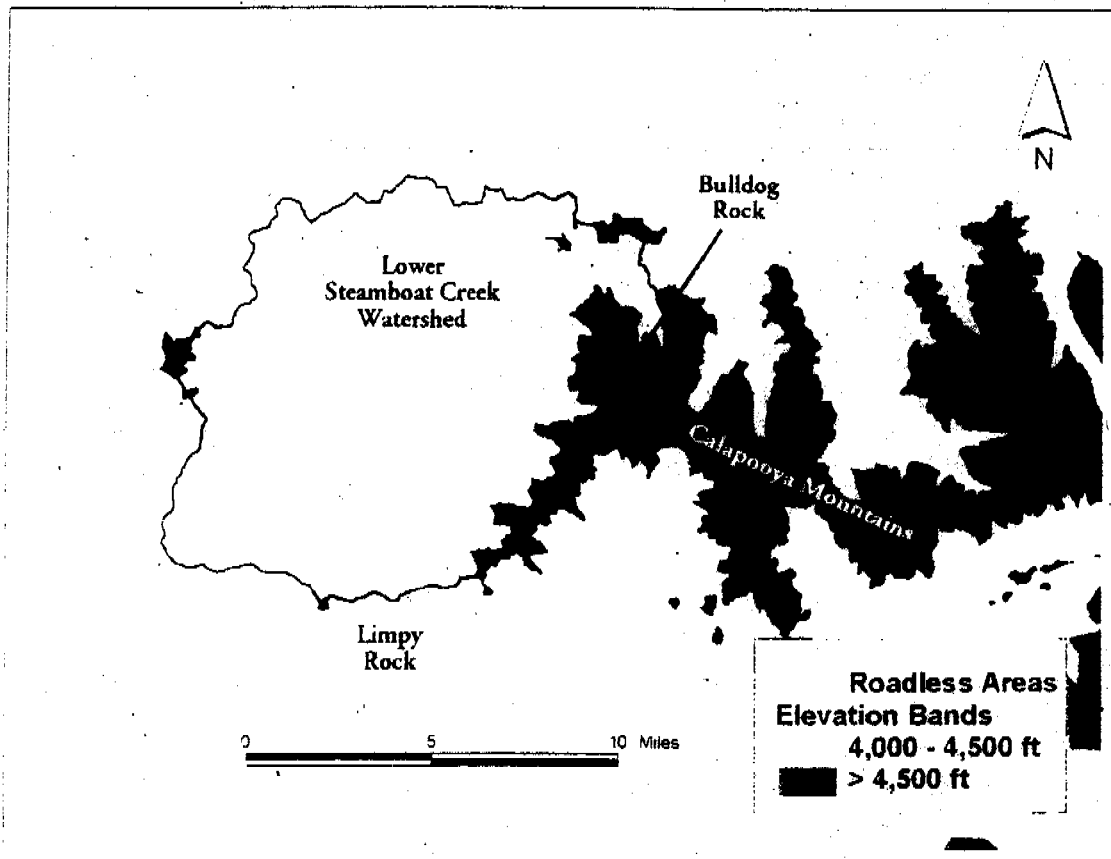 N
Bulldog
Rock
Lower
Steamboat Creek
Watershed
Calapooya Mountains
Limpy
Rock
0 5 10 Miles
Roadless Areas
Elevation Bands
4,000 - 4,500 ft
> 4,500 ft